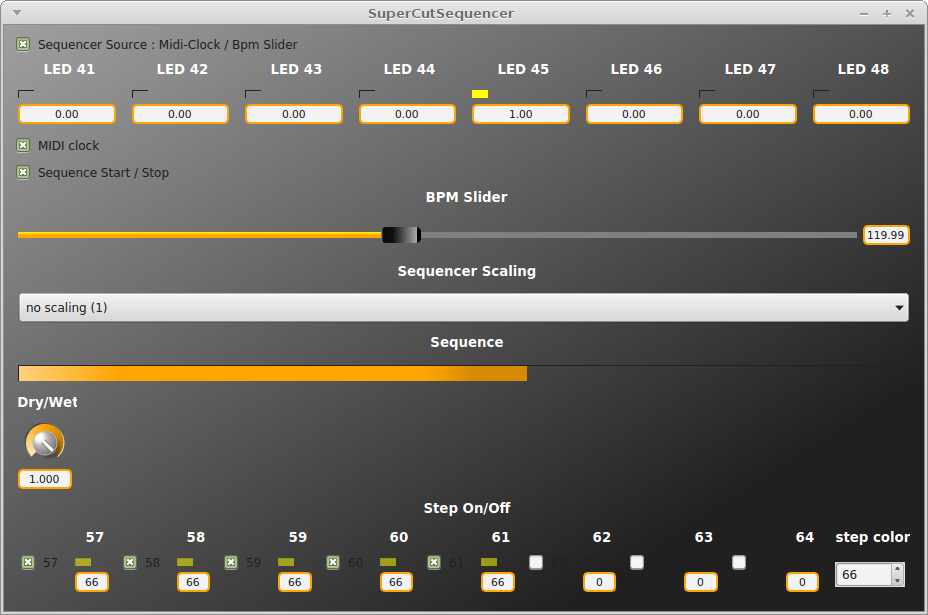 SuperCutSequencer
Sequencer Source : Midi-Clock / Bpm Slider
LED 41 LED 42 LED 43 LED 44 LED 45 LED 46 LED 47 LED 48
0.00 0.00 0.00 0.00 1.00 0.00 0.00 0.00
MIDI clock
Sequence Start / Stop
BPM Slider
119.99
Sequencer Scaling
no scaling (1)
Sequence
Dry/Wet
1.000
Step On/Off
57 58 59 60 61 62 63 64 step color
57 58 59 60 61 62
66 66 66 66 66 0 0 0 66